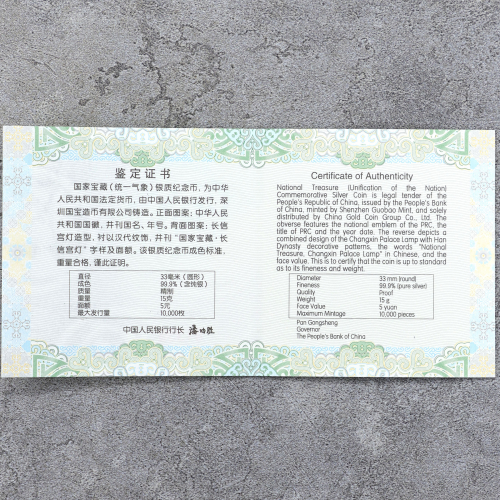 鉴定证书
国家宝藏(统一气象)银质纪念币,为中华
人民共和国法定货币,由中国人民银行发行,深
圳国宝造币有限公司铸造。正面图案:中华人民
共和国国徽,并刊国名、年号。背面图案:长信
宫灯造型,衬以汉代纹饰,并刊“国家宝藏·长
信宫灯”字样及面额。该银质纪念币成色标准,
重量合格,谨此证明。
直径 33毫米(圆形)
成色 99.9%(含纯银)
质量 精制
重量 15克
面额 5元
最大发行量 10,000枚
中国人民银行行长 潘功胜
Certificate of Authenticity
National Treasure (Unification of the Nation)
Commemorative Silver Coin is legal tender of the
People's Republic of China, issued by the People's Bank
of China, minted by Shenzhen Guobao Mint, and solely
distributed by China Gold Coin Group Co., Ltd. The
obverse features the national emblem of the PRC, the
title of PRC and the year date. The reverse depicts a
combined design of the Changxin Palace Lamp with Han
Dynasty decorative patterns, the words "National
Treasure, Changxin Palace Lamp" in Chinese, and the
face value. This is to certify that the coin is up to standard
as to its fineness and weight.
Diameter 33 mm (round)
Fineness 99.9% (pure silver)
Quality Proof
Weight 15 g
Face Value 5 yuan
Maximum Mintage 10,000 pieces
Pan Gongsheng
Governor
The People's Bank of China